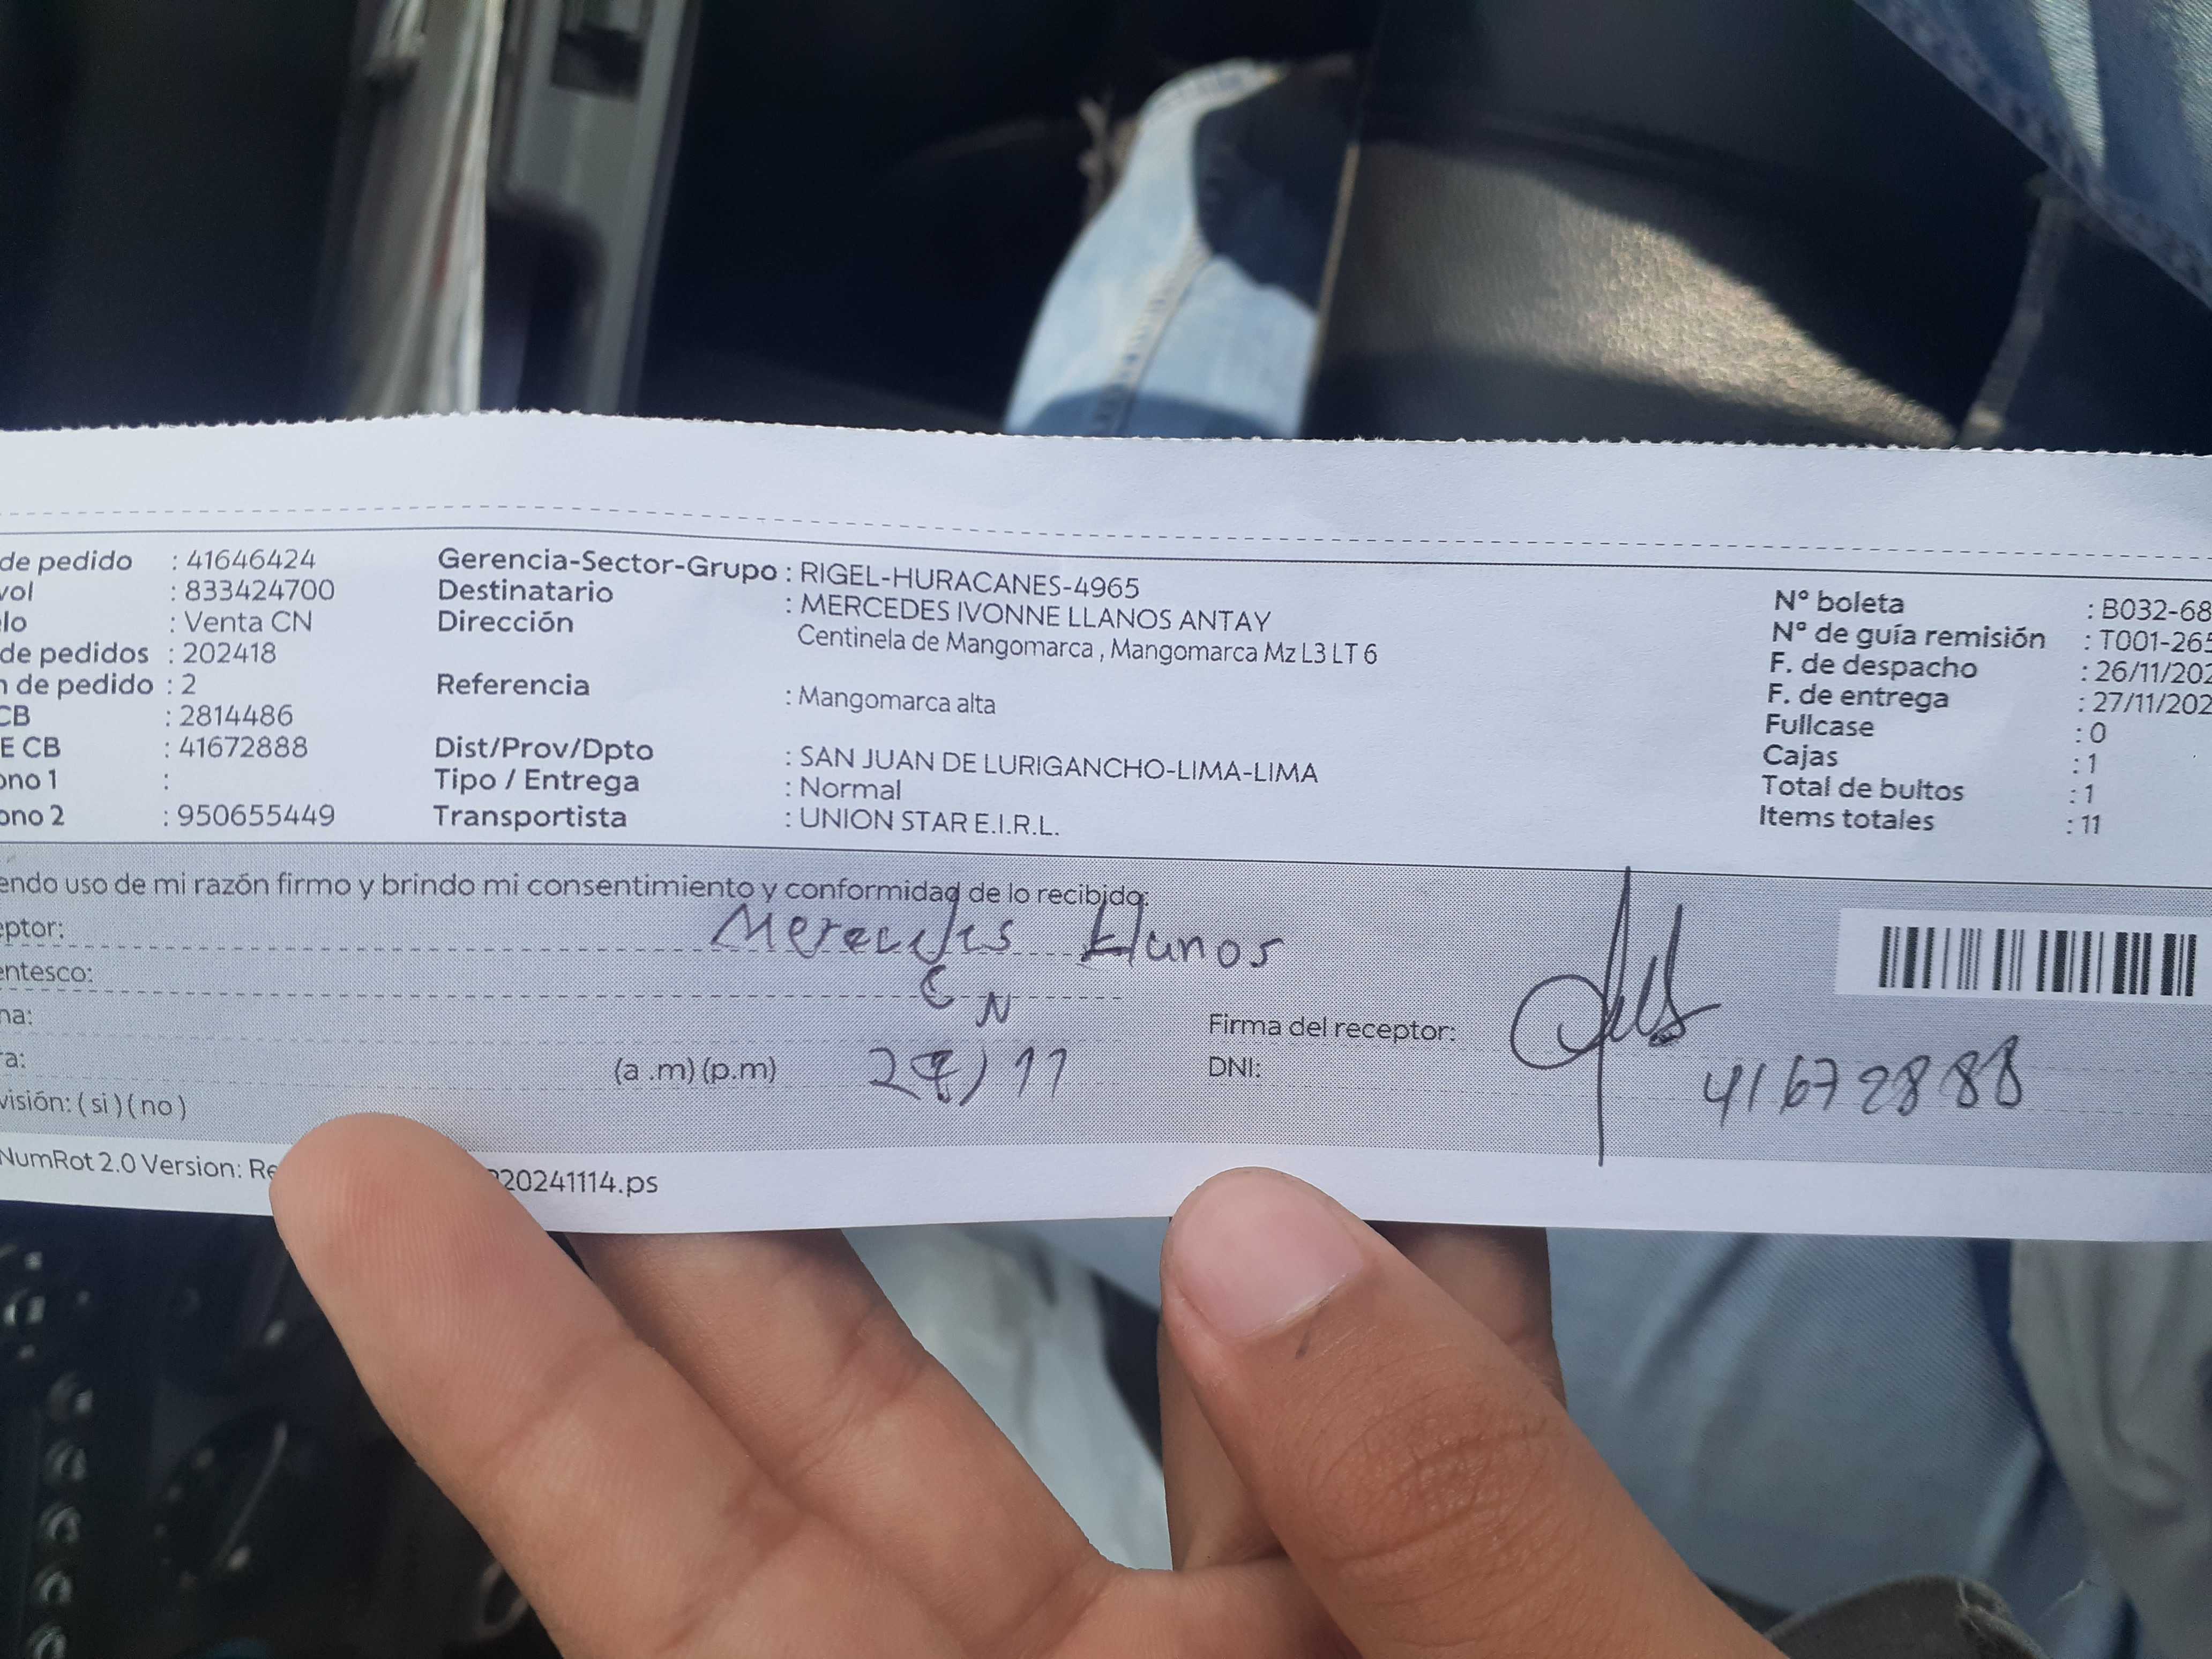 de pedido : 41646424
vol : 833424700
lo : Venta CN
de pedidos : 202418
n de pedido : 2
CB : 2814486
E CB : 41672888
ono 1 :
ono 2 : 950655449
Gerencia-Sector-Grupo : RIGEL-HURACANES-4965
Destinatario : MERCEDES IVONNE LLANOS ANTAY
Dirección Centinela de Mangomarca , Mangomarca Mz L3 LT 6
Referencia : Mangomarca alta
Dist/Prov/Dpto : SAN JUAN DE LURIGANCHO-LIMA-LIMA
Tipo / Entrega : Normal
Transportista : UNION STAR E.I.R.L.
N° boleta : B032-68
N° de guía remisión : T001-265
F. de despacho : 26/11/202
F. de entrega : 27/11/202
Fullcase : 0
Cajas : 1
Total de bultos : 1
Items totales : 11
endo uso de mi razón firmo y brindo mi consentimiento y conformidad de lo recibido:
eptor: Mercedes Llanos
entesco: CN
na:
ra: (a .m) (p.m) 27/11
visión: ( si ) ( no )
Firma del receptor:
DNI: 41672888
NumRot 2.0 Version: Re 20241114.ps